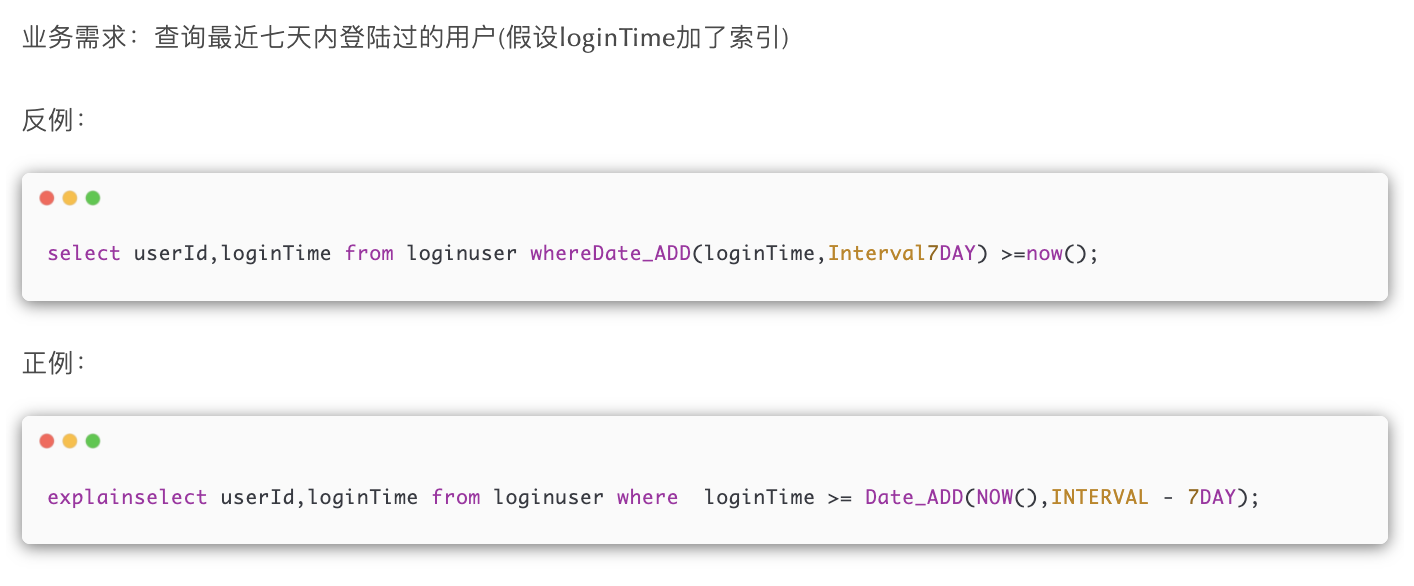 业务需求：查询最近七天内登陆过的用户(假设loginTime加了索引)
反例：
select userId,loginTime from loginuser whereDate_ADD(loginTime,Interval7DAY) >=now();
正例：
explainselect userId,loginTime from loginuser where  loginTime >= Date_ADD(NOW(),INTERVAL - 7DAY);